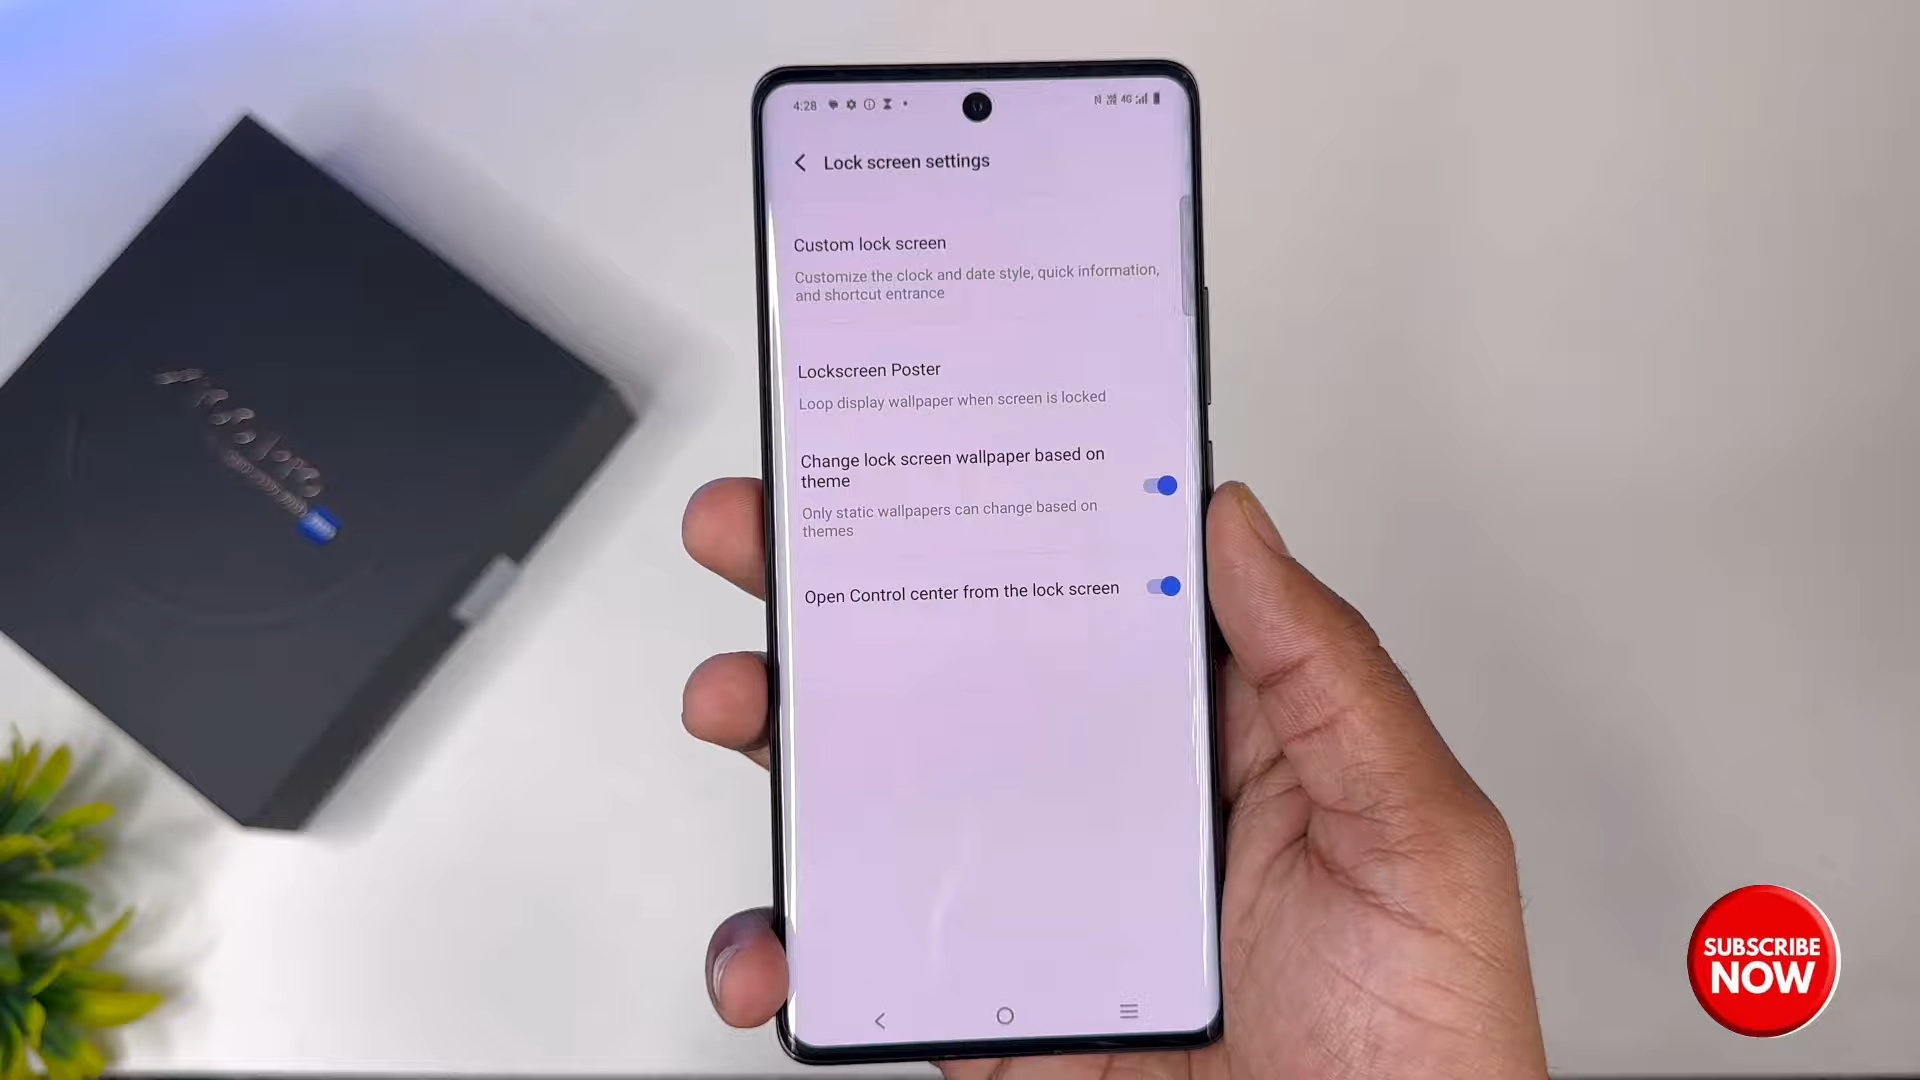 4:28
4G
Lock screen settings
Custom lock screen
Customize the clock and date style, quick information,
and shortcut entrance
Lockscreen Poster
Loop display wallpaper when screen is locked
Change lock screen wallpaper based on
theme
Only static wallpapers can change based on
themes
Open Control center from the lock screen
SUBSCRIBE
NOW